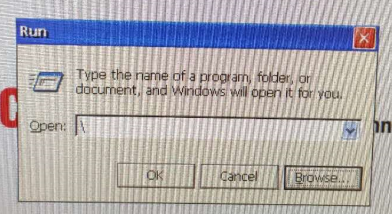 Run
Type the name of a program, folder, or
document, and Windows will open it for you.
Open: \
OK Cancel Browse...